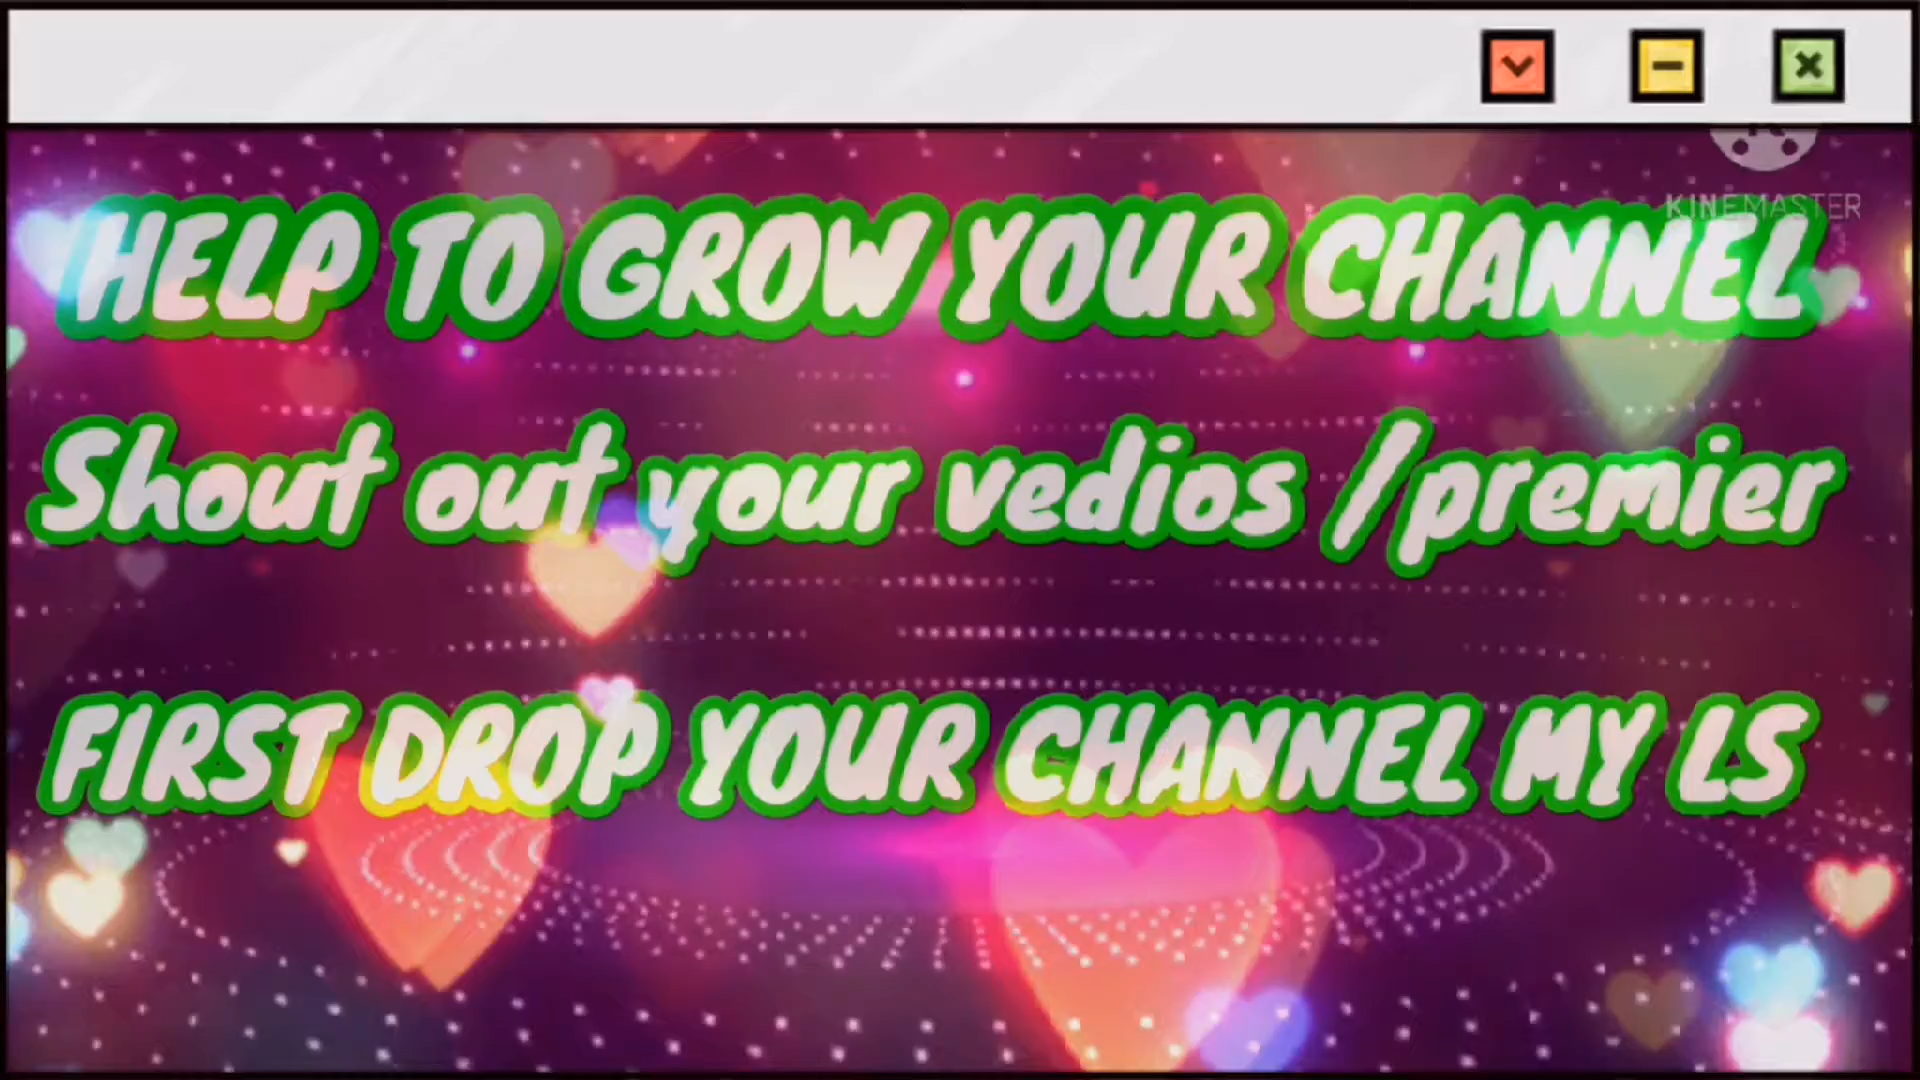 KINEMASTER
HELP TO GROW YOUR CHANNEL
Shout out your vedios /premier
FIRST DROP YOUR CHANNEL MY LS